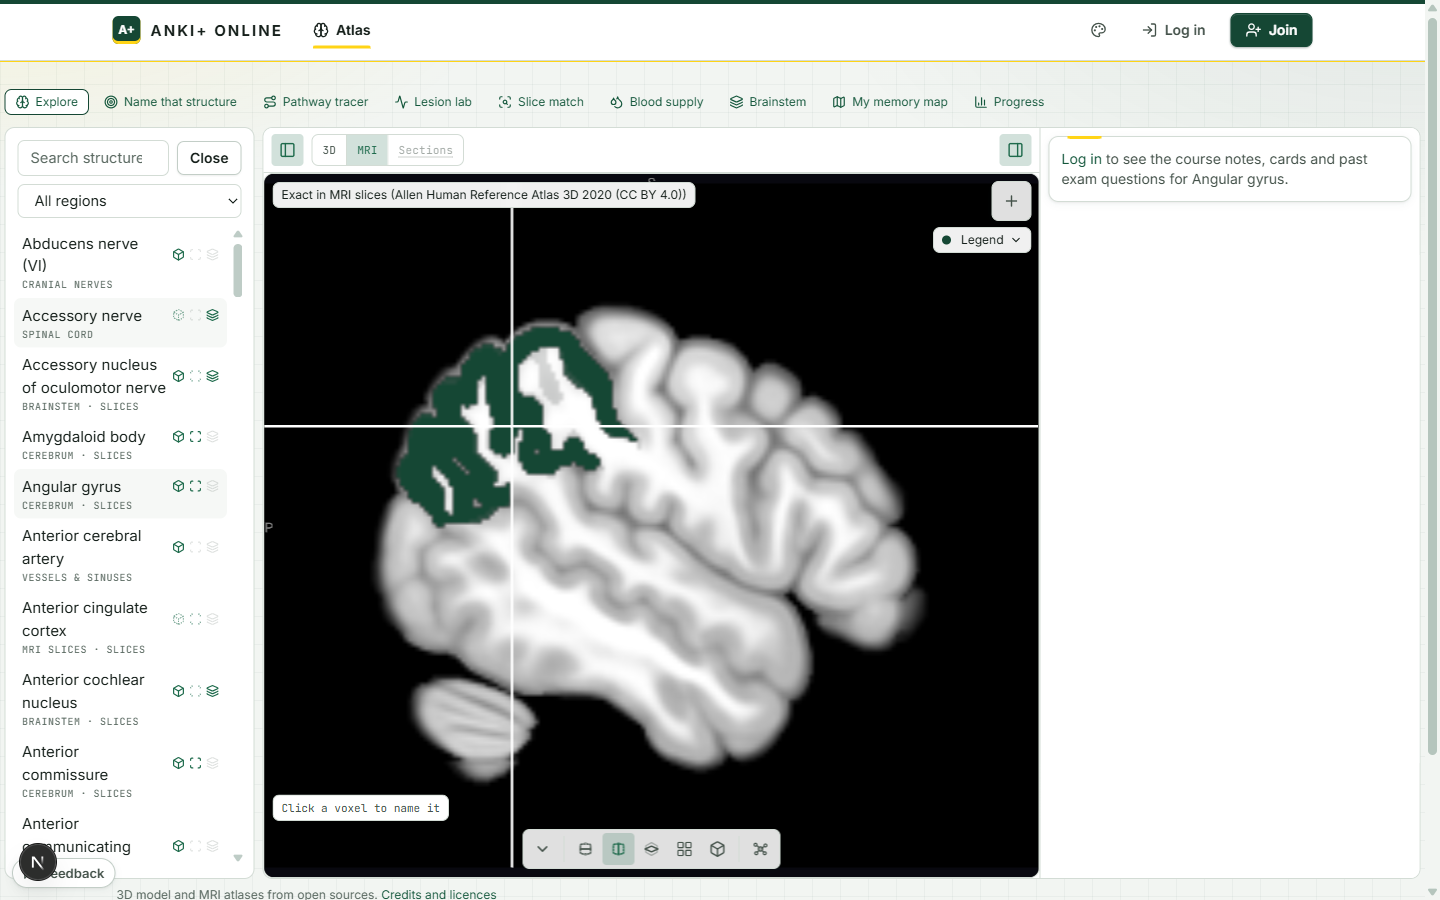 A+ ANKI+ ONLINE
Atlas
Log in
Join
Explore
Name that structure
Pathway tracer
Lesion lab
Slice match
Blood supply
Brainstem
My memory map
Progress
Search structure
Close
All regions
Abducens nerve
(VI)
CRANIAL NERVES
Accessory nerve
SPINAL CORD
Accessory nucleus
of oculomotor nerve
BRAINSTEM · SLICES
Amygdaloid body
CEREBRUM · SLICES
Angular gyrus
CEREBRUM · SLICES
Anterior cerebral
artery
VESSELS & SINUSES
Anterior cingulate
cortex
MRI SLICES · SLICES
Anterior cochlear
nucleus
BRAINSTEM · SLICES
Anterior
commissure
CEREBRUM · SLICES
Anterior
communicating
N
3D
MRI
Sections
Exact in MRI slices (Allen Human Reference Atlas 3D 2020 (CC BY 4.0))
Legend
P
Click a voxel to name it
Log in to see the course notes, cards and past
exam questions for Angular gyrus.
3D model and MRI atlases from open sources. Credits and licences